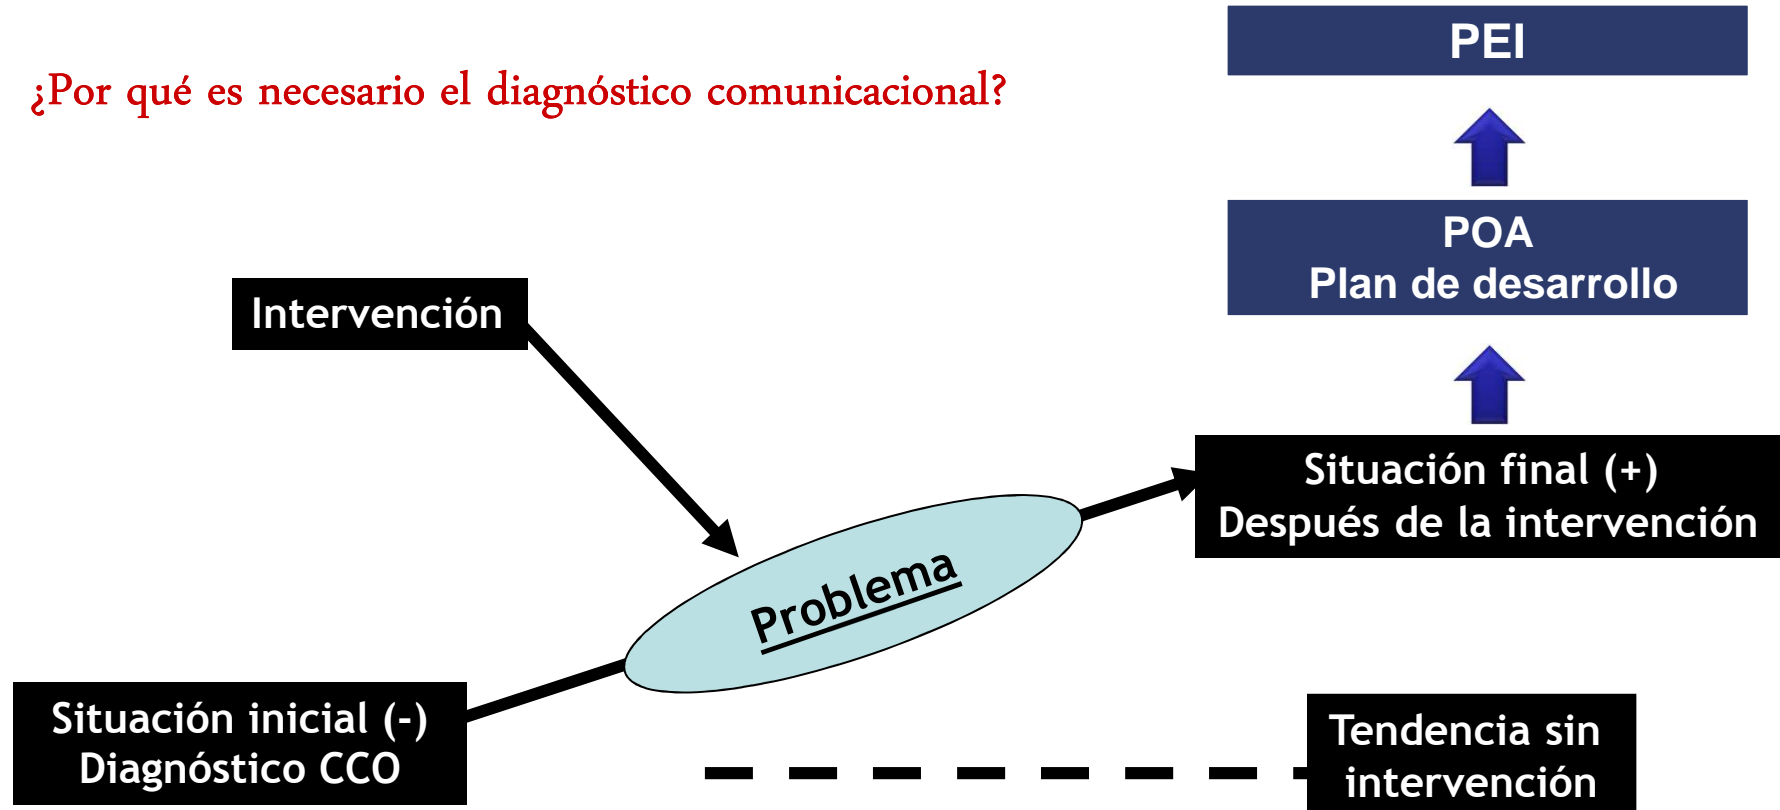 PEI
¿Por qué es necesario el diagnóstico comunicacional?
POA
Plan de desarrollo
Intervención
Situación final (+)
Después de la intervención
Problema
Situación inicial (-)
Diagnóstico CCO
Tendencia sin
intervención